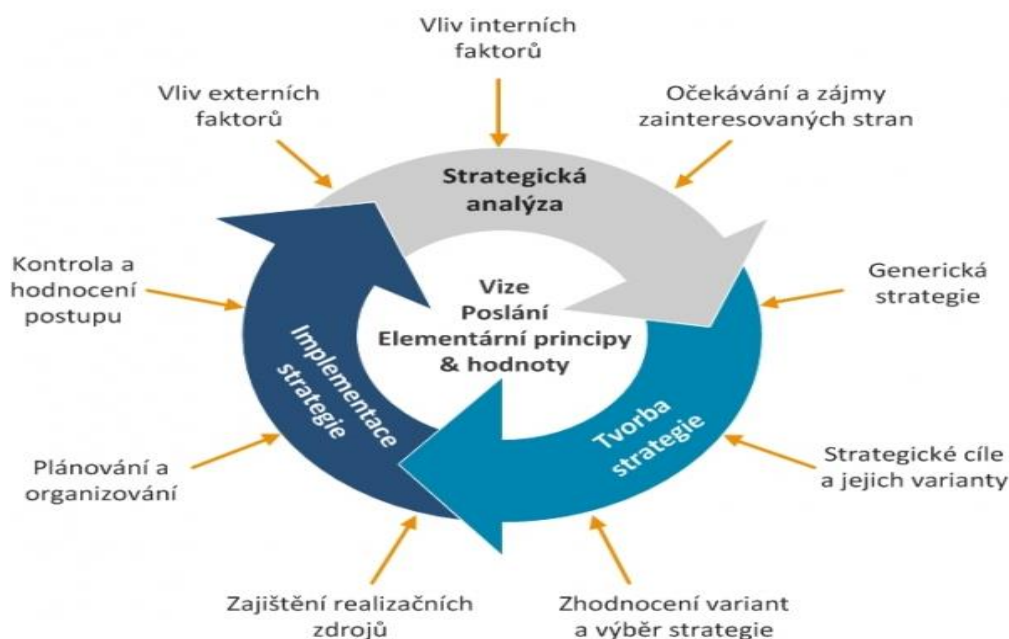 Vliv interních
faktorů
Vliv externích
faktorů
Očekávání a zájmy
zainteresovaných stran
Strategická
analýza
Kontrola a
hodnocení
postupu
Generická
strategie
Vize
Poslání
Elementární principy
& hodnoty
Implementace
strategie
Tvorba
strategie
Plánování a
organizování
Strategické cíle
a jejich varianty
Zajištění realizačních
zdrojů
Zhodnocení variant
a výběr strategie